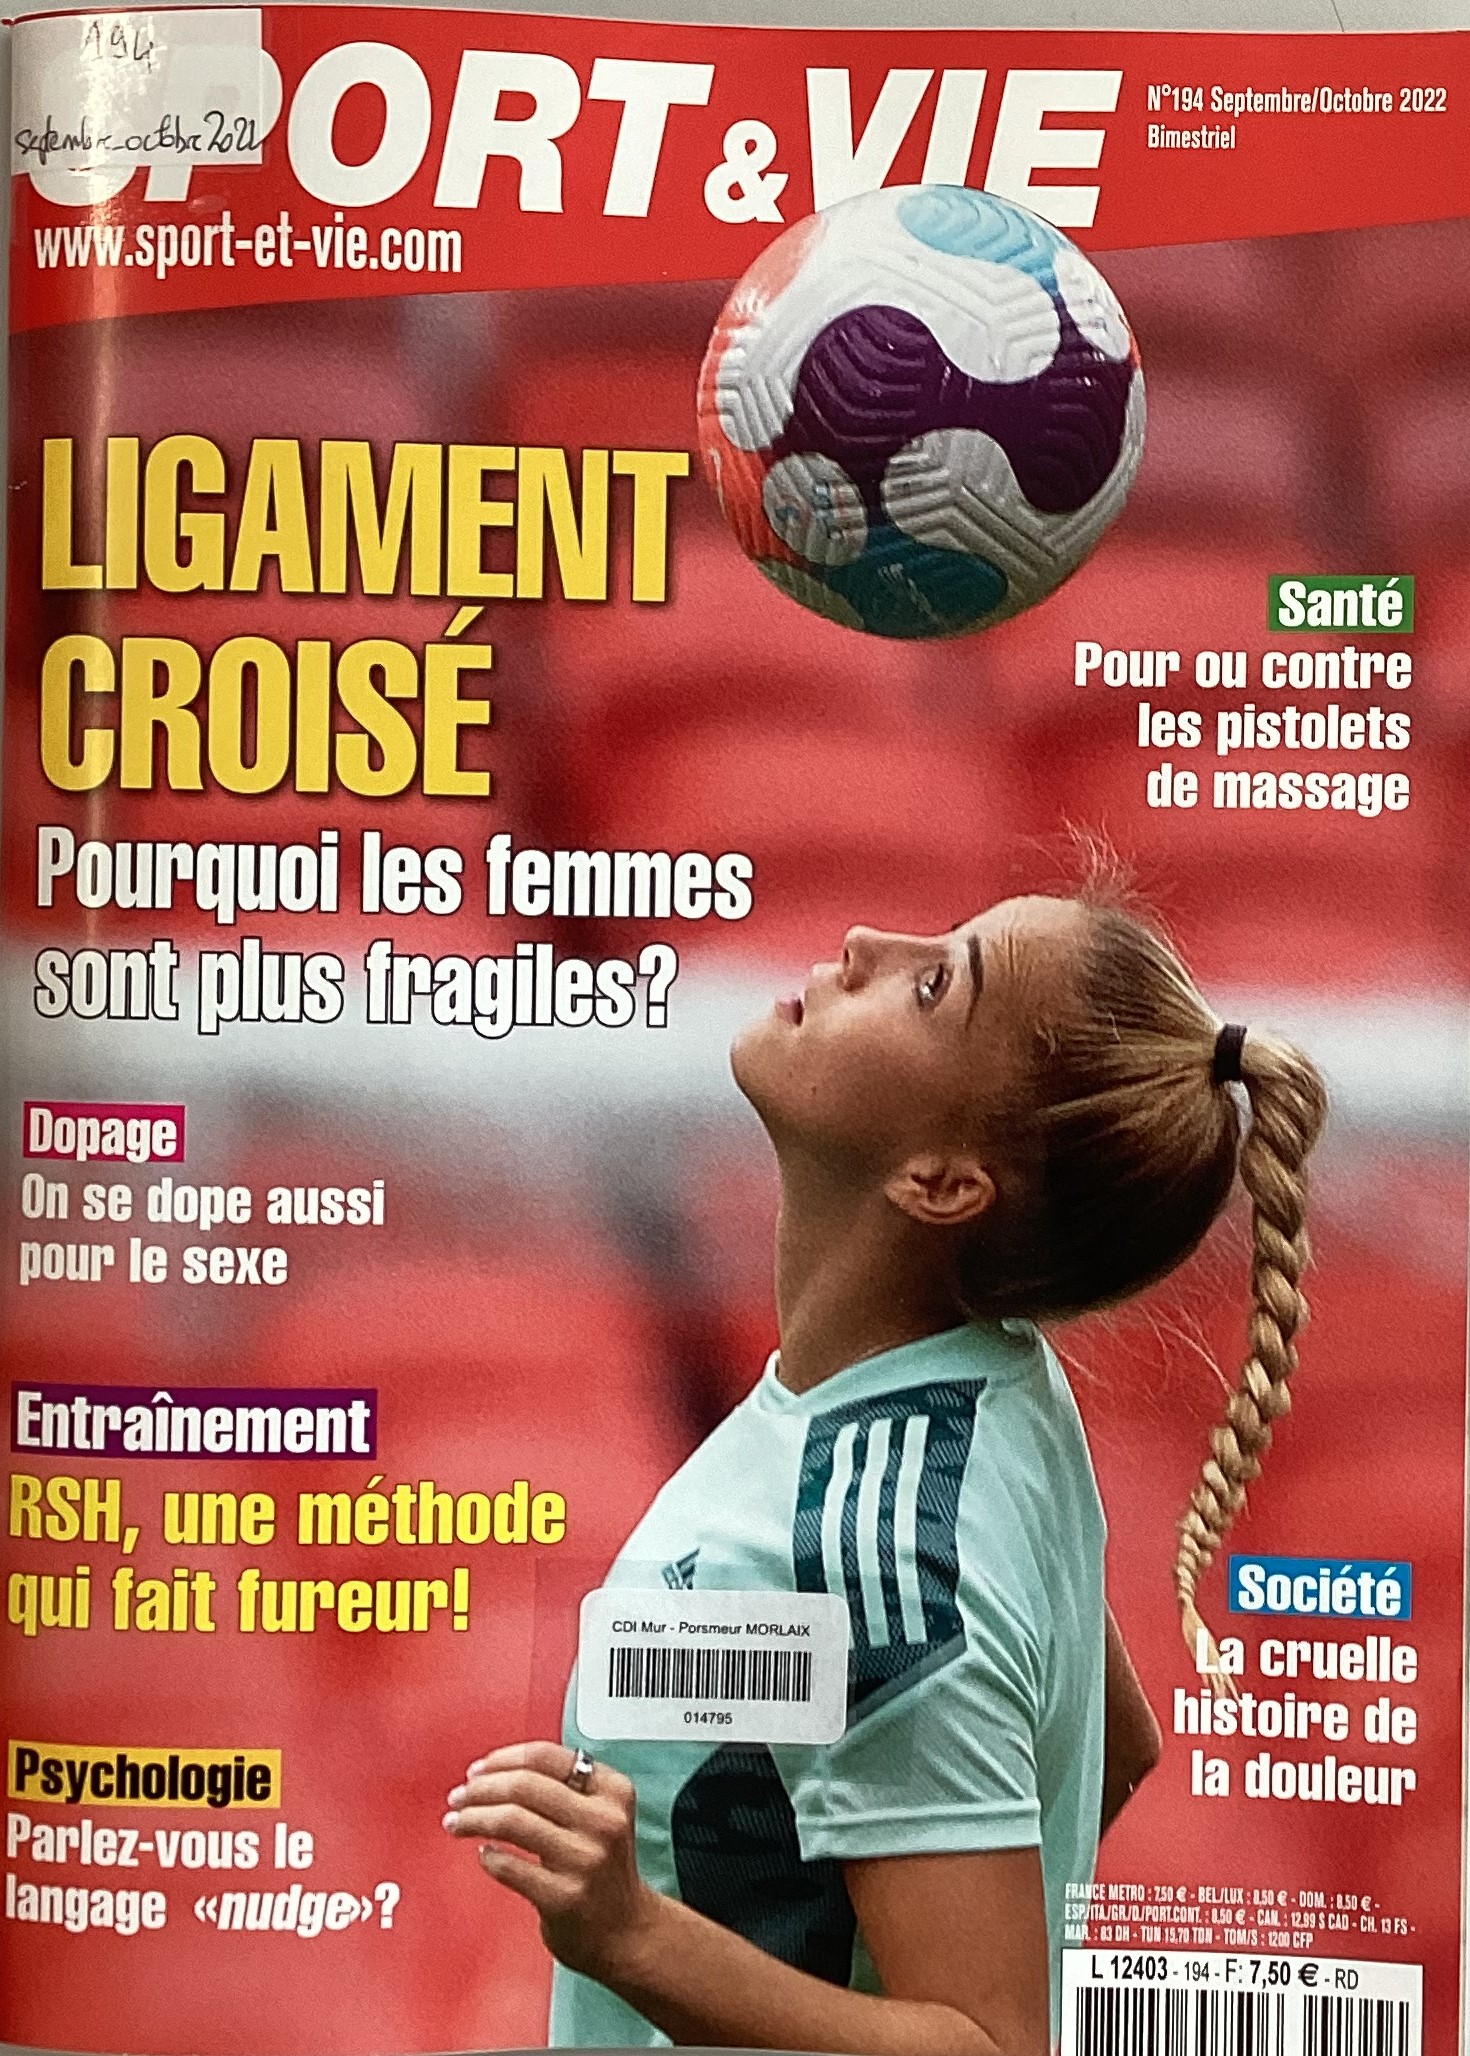 194
septembre-octobre 2022
SPORT & VIE
N°194 Septembre/Octobre 2022
Bimestriel
www.sport-et-vie.com
LIGAMENT
CROISÉ
Pourquoi les femmes
sont plus fragiles?
Santé
Pour ou contre
les pistolets
de massage
Dopage
On se dope aussi
pour le sexe
Entraînement
RSH, une méthode
qui fait fureur!
Psychologie
Parlez-vous le
langage «nudge»?
CDI Mur - Porsmeur MORLAIX
014795
Société
La cruelle
histoire de
la douleur
FRANCE METRO : 7,50 € - BEL/LUX : 8,50 € - DOM. : 8,50 € -
ESP/ITA/GR/D/PORT.CONT. : 8,50 € - CAN. : 12,99 $ CAD - CH. 13 FS -
MAR. : 83 DH - TUN 15,70 TDN - TOM/S : 1200 CFP
L 12403 - 194 - F: 7,50 € - RD